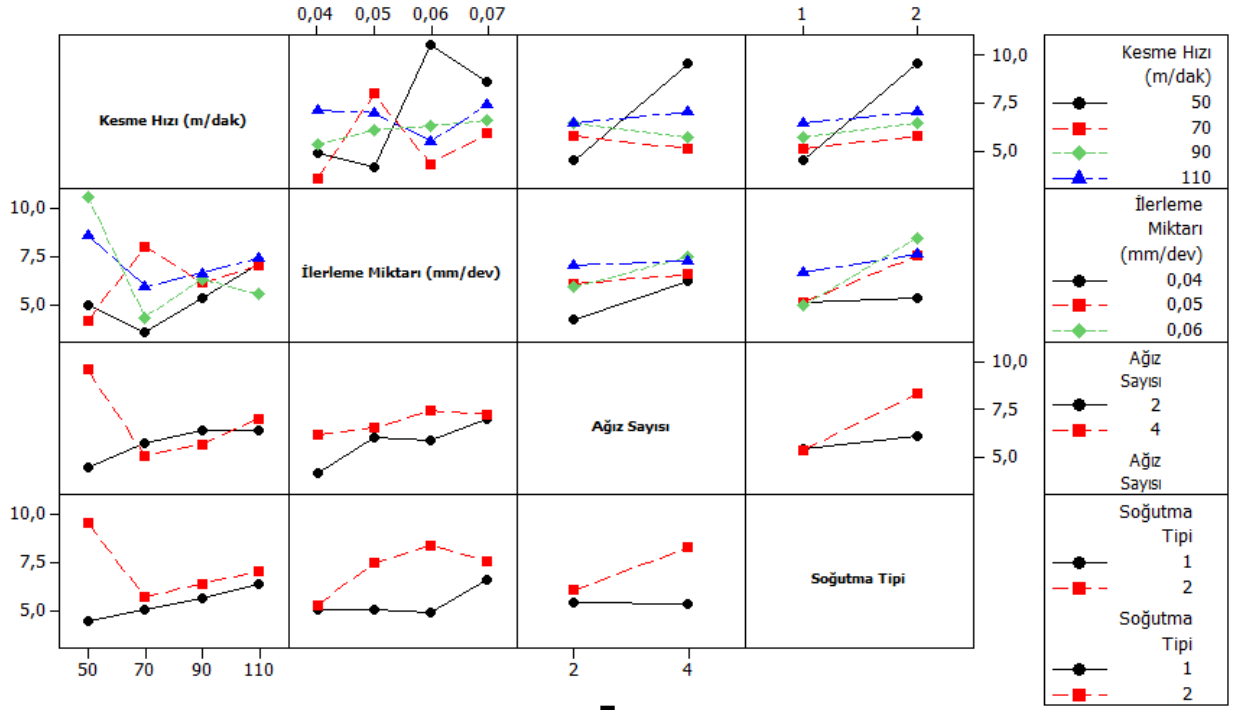 0,04 0,05 0,06 0,07
1 2
Kesme Hızı (m/dak)
10,0
7,5
5,0
Kesme Hızı
(m/dak)
50
70
90
110
10,0
7,5
5,0
İlerleme Miktarı (mm/dev)
İlerleme
Miktarı
(mm/dev)
0,04
0,05
0,06
Ağız Sayısı
10,0
7,5
5,0
Ağız
Sayısı
2
4
Ağız
Sayısı
10,0
7,5
5,0
Soğutma Tipi
Soğutma
Tipi
1
2
Soğutma
Tipi
1
2
50 70 90 110
2 4